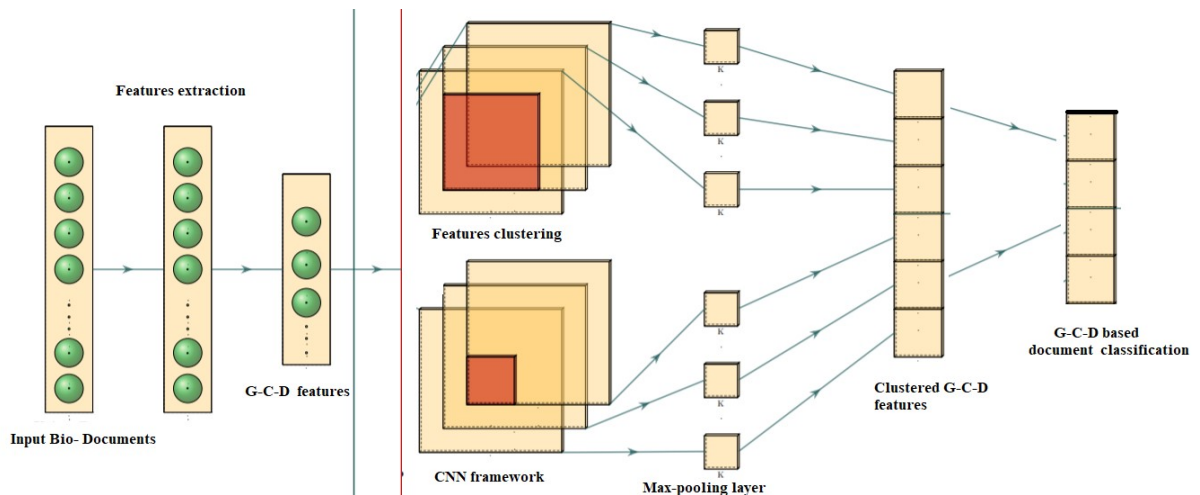 Features extraction
K
K
K
Features clustering
G-C-D features
Input Bio- Documents
K
K
K
CNN framework
Max-pooling layer
Clustered G-C-D
features
G-C-D based
document classification